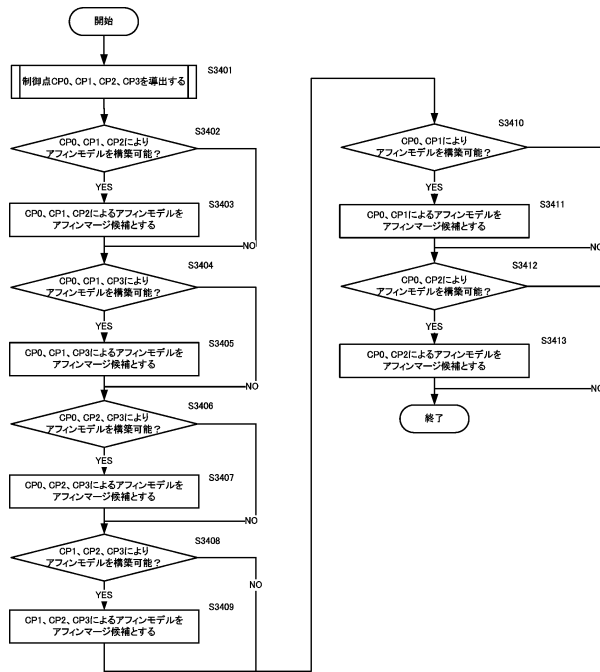 開始
制御点CP0、CP1、CP2、CP3を導出する
S3401
CP0、CP1、CP2により
アフィンモデルを構築可能？
S3402
YES
NO
CP0、CP1、CP2によるアフィンモデルを
アフィンマージ候補とする
S3403
CP0、CP1、CP3により
アフィンモデルを構築可能？
S3404
YES
NO
CP0、CP1、CP3によるアフィンモデルを
アフィンマージ候補とする
S3405
CP0、CP2、CP3により
アフィンモデルを構築可能？
S3406
YES
NO
CP0、CP2、CP3によるアフィンモデルを
アフィンマージ候補とする
S3407
CP1、CP2、CP3により
アフィンモデルを構築可能？
S3408
YES
NO
CP1、CP2、CP3によるアフィンモデルを
アフィンマージ候補とする
S3409
CP0、CP1により
アフィンモデルを構築可能？
S3410
YES
NO
CP0、CP1によるアフィンモデルを
アフィンマージ候補とする
S3411
CP0、CP2により
アフィンモデルを構築可能？
S3412
YES
NO
CP0、CP2によるアフィンモデルを
アフィンマージ候補とする
S3413
終了